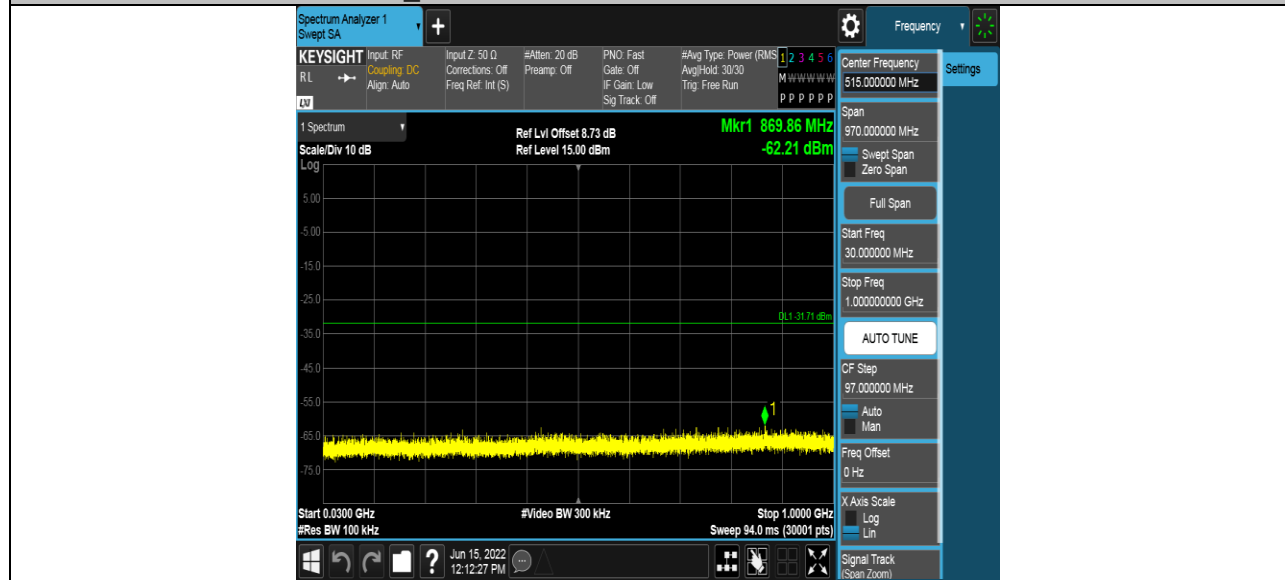 Spectrum Analyzer 1
Swept SA
+
Frequency
KEYSIGHT
RL
LXI
Input: RF
Coupling: DC
Align: Auto
Input Z: 50 Ω
Corrections: Off
Freq Ref: Int (S)
#Atten: 20 dB
Preamp: Off
PNO: Fast
Gate: Off
IF Gain: Low
Sig Track: Off
#Avg Type: Power (RMS
Avg|Hold: 30/30
Trig: Free Run
1 2 3 4 5 6
M W W W W W
P P P P P P
1 Spectrum
Scale/Div 10 dB
Log
Ref Lvl Offset 8.73 dB
Ref Level 15.00 dBm
Mkr1 869.86 MHz
-62.21 dBm
5.00
-5.00
-15.0
-25.0
DL1 -31.71 dBm
-35.0
-45.0
-55.0
1
-65.0
-75.0
Start 0.0300 GHz
#Res BW 100 kHz
#Video BW 300 kHz
Stop 1.0000 GHz
Sweep 94.0 ms (30001 pts)
Center Frequency
515.000000 MHz
Settings
Span
970.000000 MHz
Swept Span
Zero Span
Full Span
Start Freq
30.000000 MHz
Stop Freq
1.000000000 GHz
AUTO TUNE
CF Step
97.000000 MHz
Auto
Man
Freq Offset
0 Hz
X Axis Scale
Log
Lin
Signal Track
(Span Zoom)
?
Jun 15, 2022
12:12:27 PM